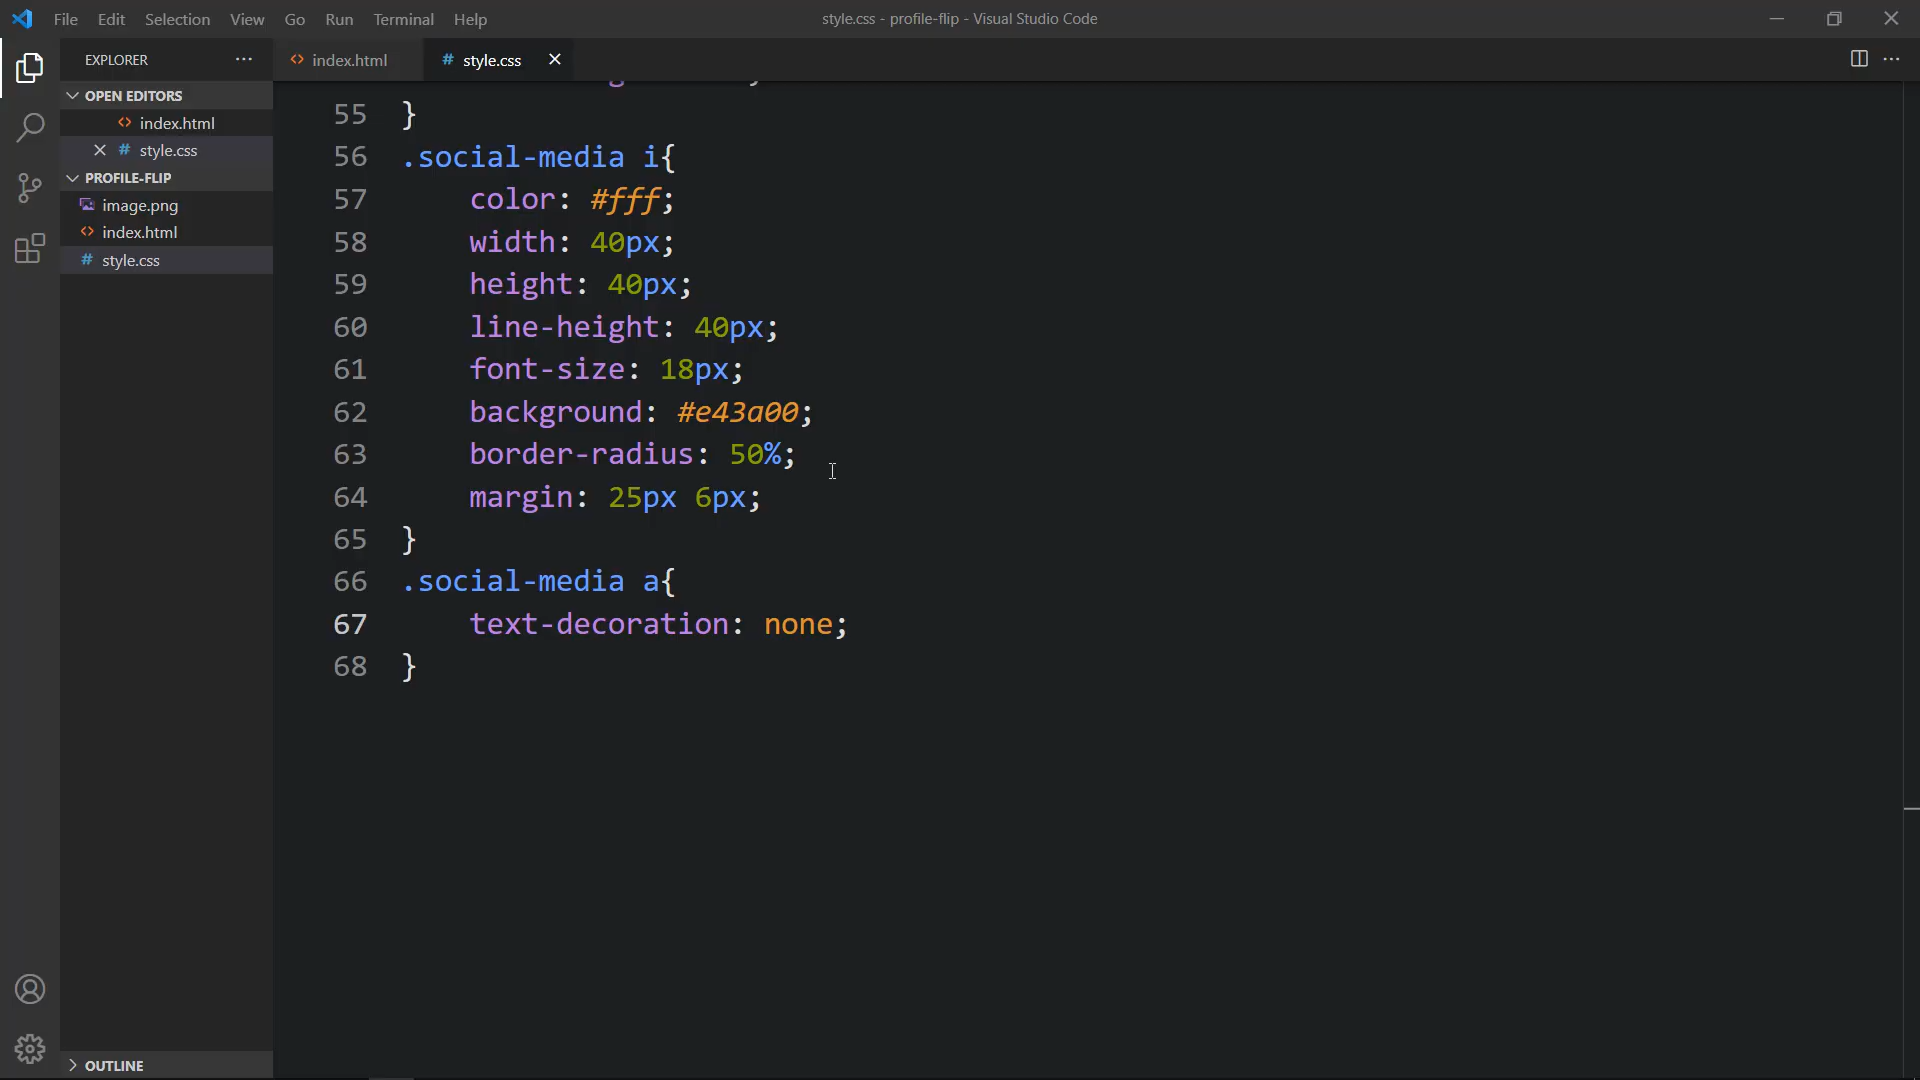 File Edit Selection View Go Run Terminal Help
style.css - profile-flip - Visual Studio Code
EXPLORER
index.html
# style.css
OPEN EDITORS
index.html
# style.css
PROFILE-FLIP
image.png
index.html
# style.css
55 }
56 .social-media i{
57 color: #fff;
58 width: 40px;
59 height: 40px;
60 line-height: 40px;
61 font-size: 18px;
62 background: #e43a00;
63 border-radius: 50%;
64 margin: 25px 6px;
65 }
66 .social-media a{
67 text-decoration: none;
68 }
OUTLINE